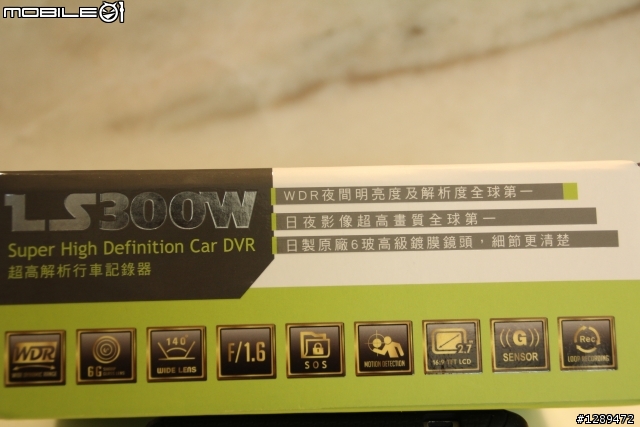 MOBILE01
LS300W
Super High Definition Car DVR
超高解析行車記錄器
WDR夜間明亮度及解析度全球第一
日夜影像超高畫質全球第一
日製原廠6玻高級鍍膜鏡頭，細節更清楚
WDR
6G
140°
WIDE LENS
F/1.6
SOS
MOTION DETECTION
2.7"
16:9 TFT LCD
G
SENSOR
Rec
LOOP RECORDING
#1289472